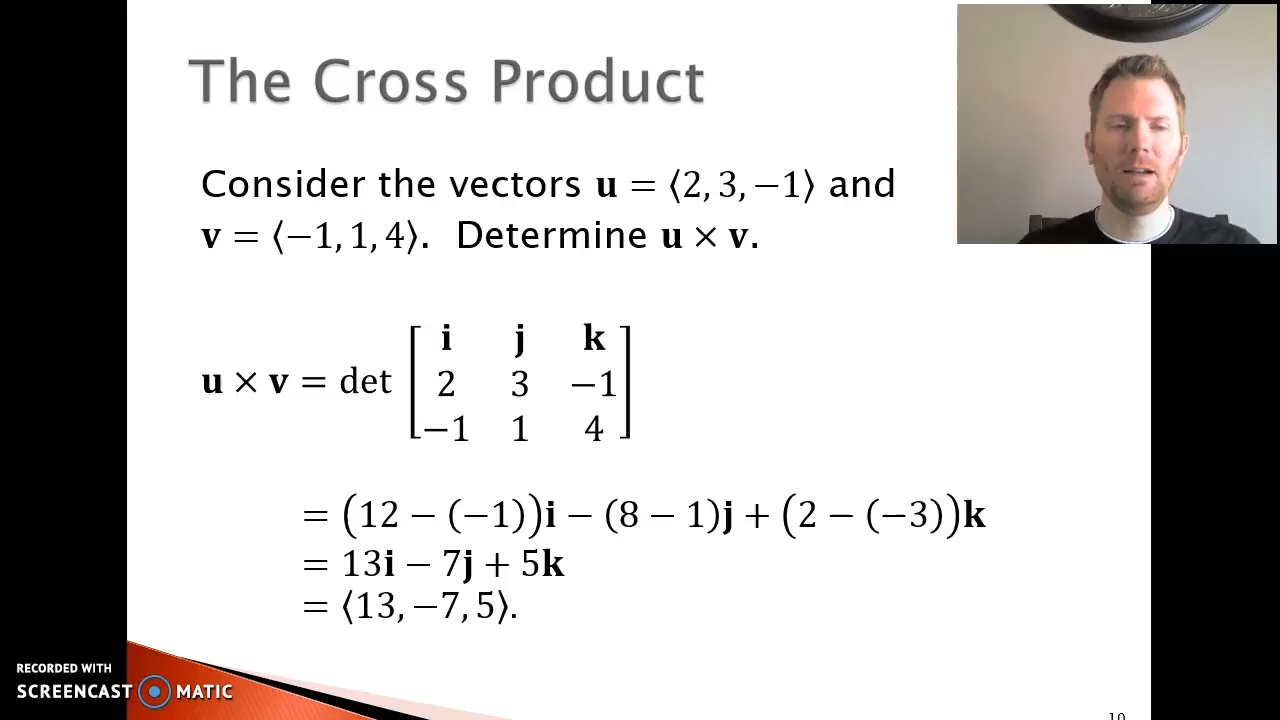 The Cross Product
Consider the vectors 𝐮 = ⟨2, 3, −1⟩ and
𝐯 = ⟨−1, 1, 4⟩. Determine 𝐮 × 𝐯.
𝐢 𝐣 𝐤
𝐮 × 𝐯 = det [ 2 3 −1 ]
−1 1 4
= (12 − (−1))𝐢 − (8 − 1)𝐣 + (2 − (−3))𝐤
= 13𝐢 − 7𝐣 + 5𝐤
= ⟨13, −7, 5⟩.
RECORDED WITH
SCREENCAST MATIC
10